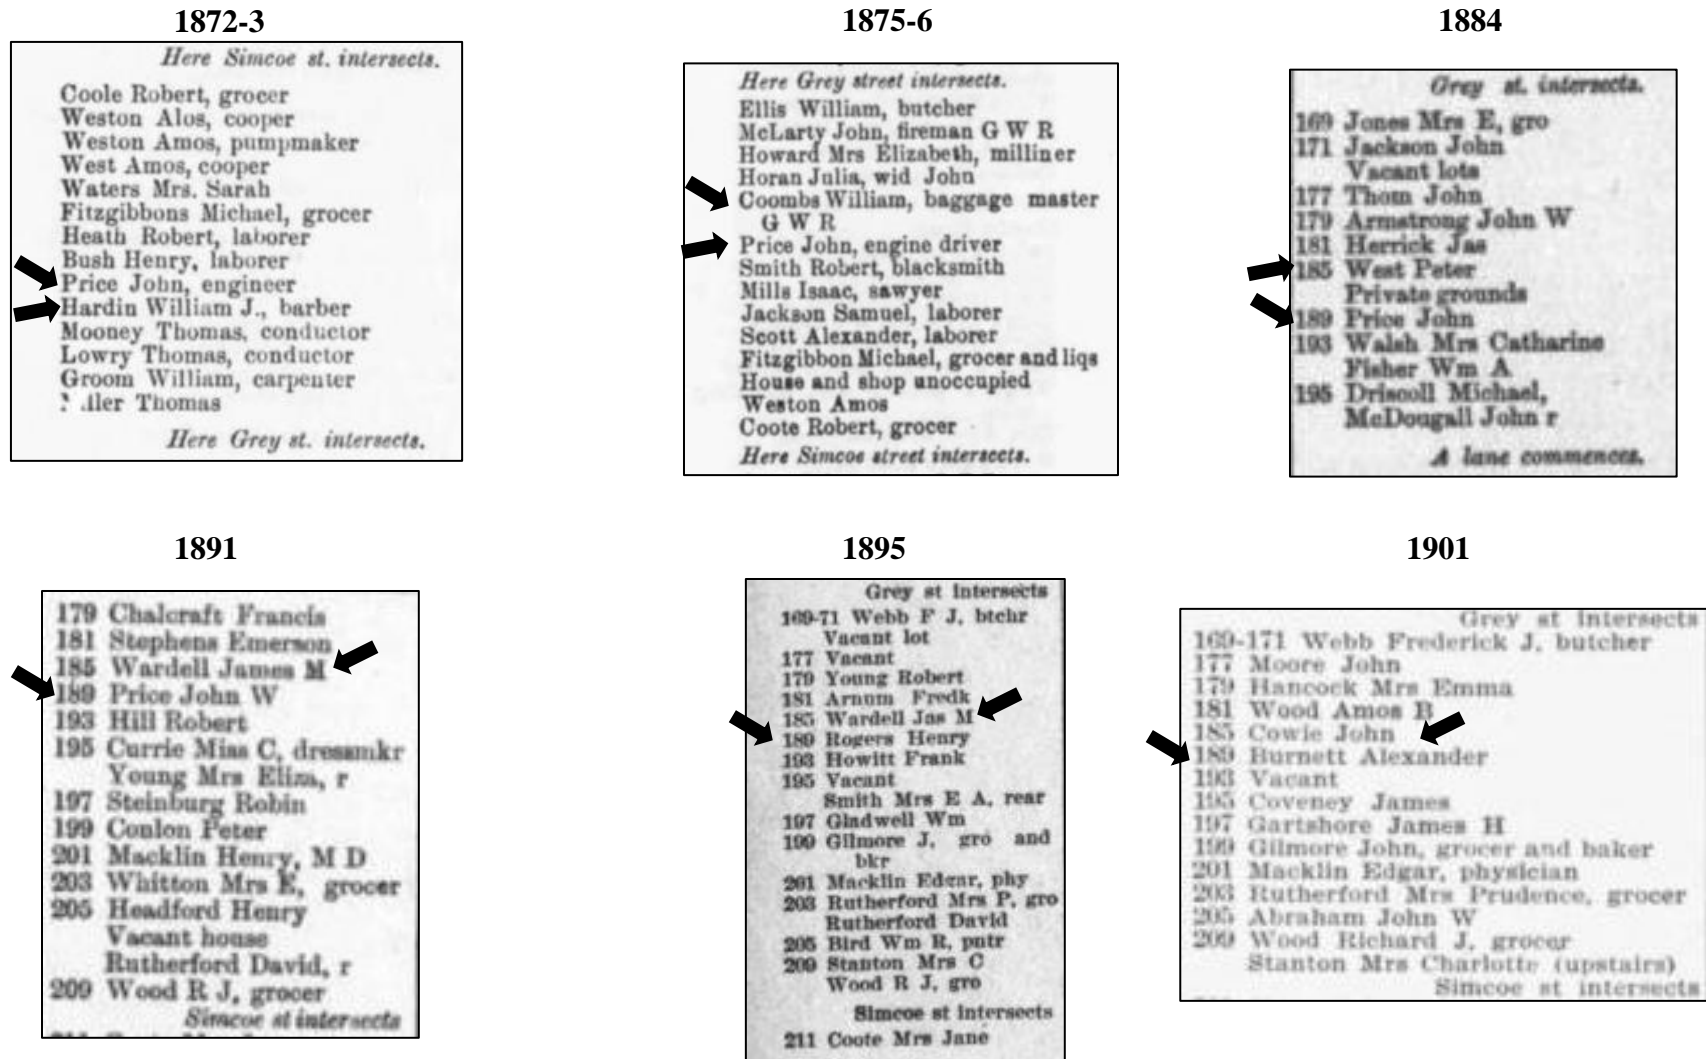 1872-3
Here Simcoe st. intersects.
Coole Robert, grocer
Weston Alos, cooper
Weston Amos, pumpmaker
West Amos, cooper
Waters Mrs. Sarah
Fitzgibbons Michael, grocer
Heath Robert, laborer
Bush Henry, laborer
Price John, engineer
Hardin William J., barber
Mooney Thomas, conductor
Lowry Thomas, conductor
Groom William, carpenter
Thomas
Here Grey st. intersects.
1875-6
Here Grey street intersects.
Ellis William, butcher
McLarty John, fireman G W R
Howard Mrs Elizabeth, milliner
Horan Julia, wid John
Coombs William, baggage master
G W R
Price John, engine driver
Smith Robert, blacksmith
Mills Isaac, sawyer
Jackson Samuel, laborer
Scott Alexander, laborer
Fitzgibbon Michael, grocer and liqs
House and shop unoccupied
Weston Amos
Coote Robert, grocer
Here Simcoe street intersects.
1884
Grey st. intersects.
169 Jones Mrs E, gro
171 Jackson John
Vacant lots
177 Thom John
179 Armstrong John W
181 Herrick Jas
185 West Peter
Private grounds
189 Price John
193 Walsh Mrs Catharine
Fisher Wm A
195 Driscoll Michael,
McDougall John r
A lane commences.
1891
179 Chalcraft Francis
181 Stephens Emerson
185 Wardell James M
189 Price John W
193 Hill Robert
195 Currie Miss C, dressmkr
Young Mrs Eliza, r
197 Steinburg Robin
199 Conlon Peter
201 Macklin Henry, M D
203 Whitton Mrs E, grocer
205 Headford Henry
Vacant house
Rutherford David, r
209 Wood R J, grocer
Simcoe st intersects
1895
Grey st intersects
169-71 Webb F J, btchr
Vacant lot
177 Vacant
179 Young Robert
181 Arnum Fredk
185 Wardell Jas M
189 Rogers Henry
193 Howitt Frank
195 Vacant
Smith Mrs E A, rear
197 Gladwell Wm
199 Gilmore J, gro and
bkr
201 Macklin Edgar, phy
203 Rutherford Mrs P, gro
Rutherford David
205 Bird Wm R, pntr
209 Stanton Mrs C
Wood R J, gro
Simcoe st intersects
211 Coote Mrs Jane
1901
Grey st intersects
169-171 Webb Frederick J, butcher
177 Moore John
179 Hancock Mrs Emma
181 Wood Amos B
185 Cowie John
189 Burnett Alexander
193 Vacant
195 Coveney James
197 Gartshore James H
199 Gilmore John, grocer and baker
201 Macklin Edgar, physician
203 Rutherford Mrs Prudence, grocer
205 Abraham John W
209 Wood Richard J, grocer
Stanton Mrs Charlotte (upstairs)
Simcoe st intersects